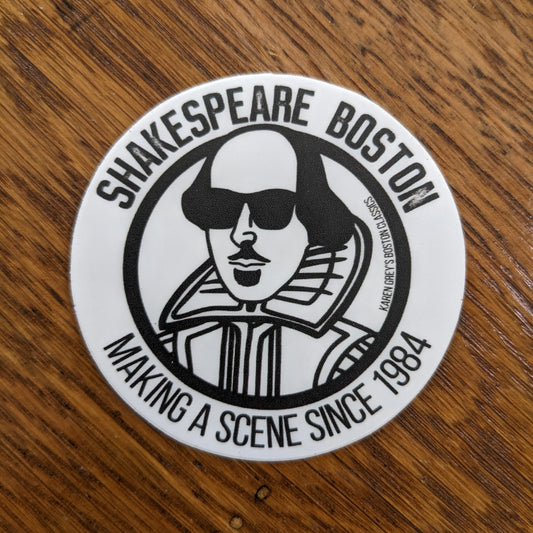 SHAKESPEARE BOSTON
KAREN GREY'S BOSTON CLASSICS
MAKING A SCENE SINCE 1984